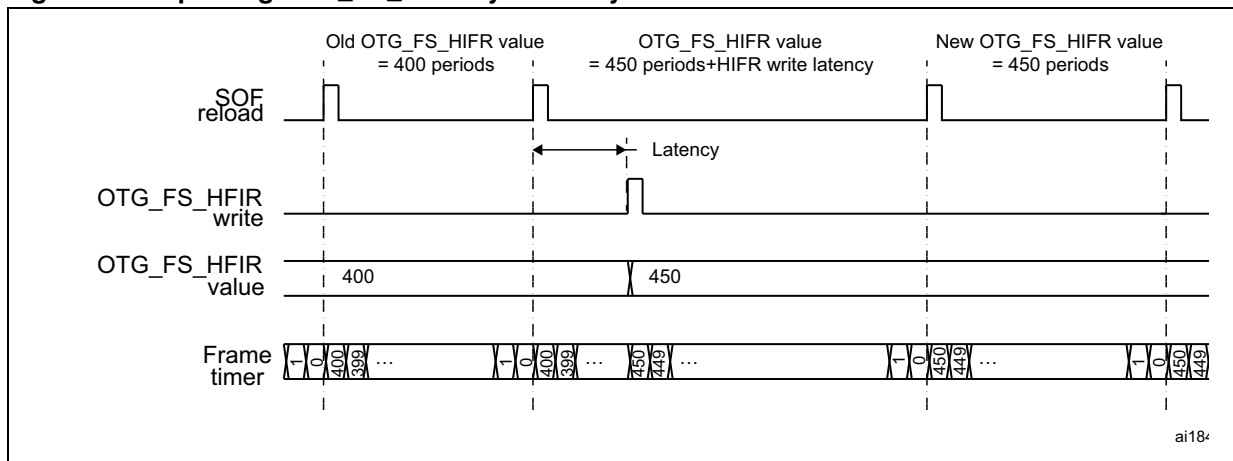 Old OTG_FS_HIFR value
= 400 periods
OTG_FS_HIFR value
= 450 periods+HIFR write latency
New OTG_FS_HIFR value
= 450 periods
SOF
reload
Latency
OTG_FS_HFIR
write
OTG_FS_HFIR
value
400
450
Frame
timer
1 0 400 399 ... 1 0 400 399 ... 450 449 ... 1 0 450 449 ... 1 0 450 449
ai184